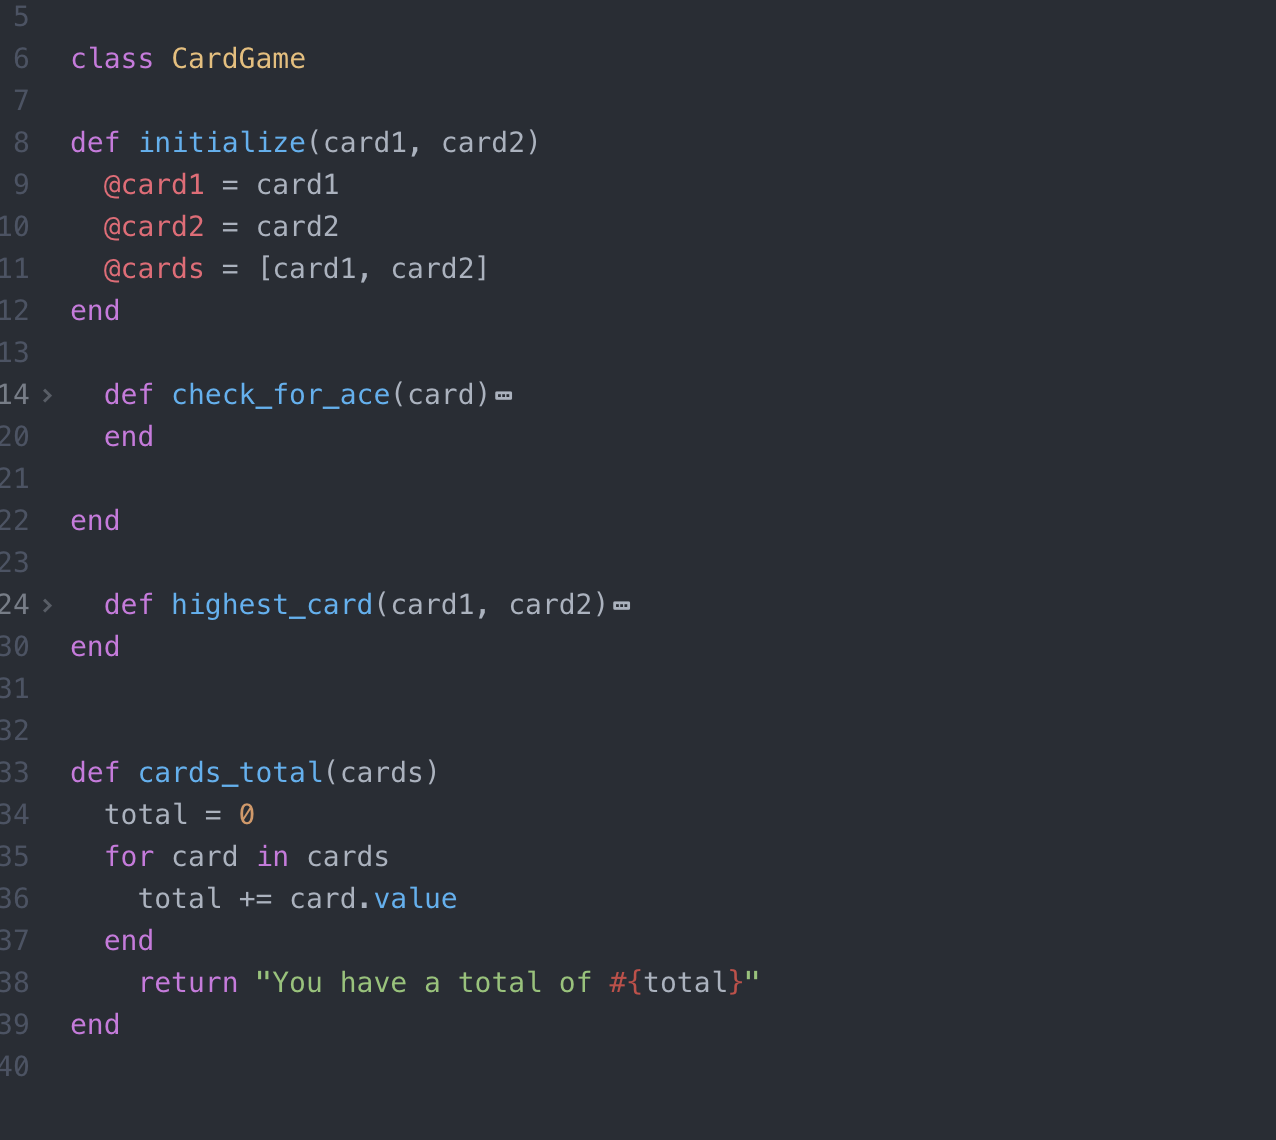 5
6 class CardGame
7
8 def initialize(card1, card2)
9 @card1 = card1
10 @card2 = card2
11 @cards = [card1, card2]
12 end
13
14 def check_for_ace(card)
20 end
21
22 end
23
24 def highest_card(card1, card2)
30 end
31
32
33 def cards_total(cards)
34 total = 0
35 for card in cards
36 total += card.value
37 end
38 return "You have a total of #{total}"
39 end
40